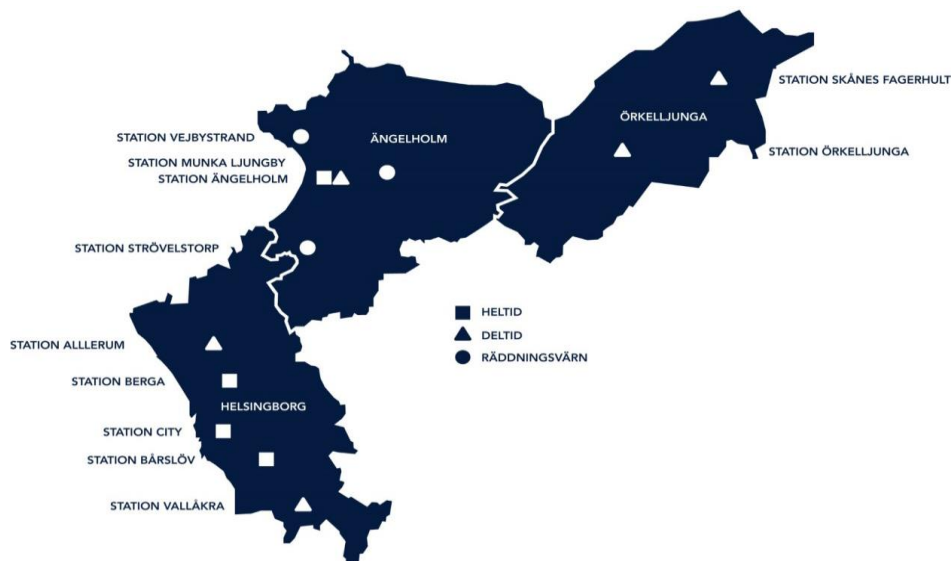 STATION SKÅNES FAGERHULT
ÖRKELLJUNGA
STATION VEJBYSTRAND
ÄNGELHOLM
STATION ÖRKELLJUNGA
STATION MUNKA LJUNGBY
STATION ÄNGELHOLM
STATION STRÖVELSTORP
HELTID
DELTID
RÄDDNINGSVÄRN
STATION ALLLERUM
STATION BERGA
HELSINGBORG
STATION CITY
STATION BÅRSLÖV
STATION VALLÅKRA